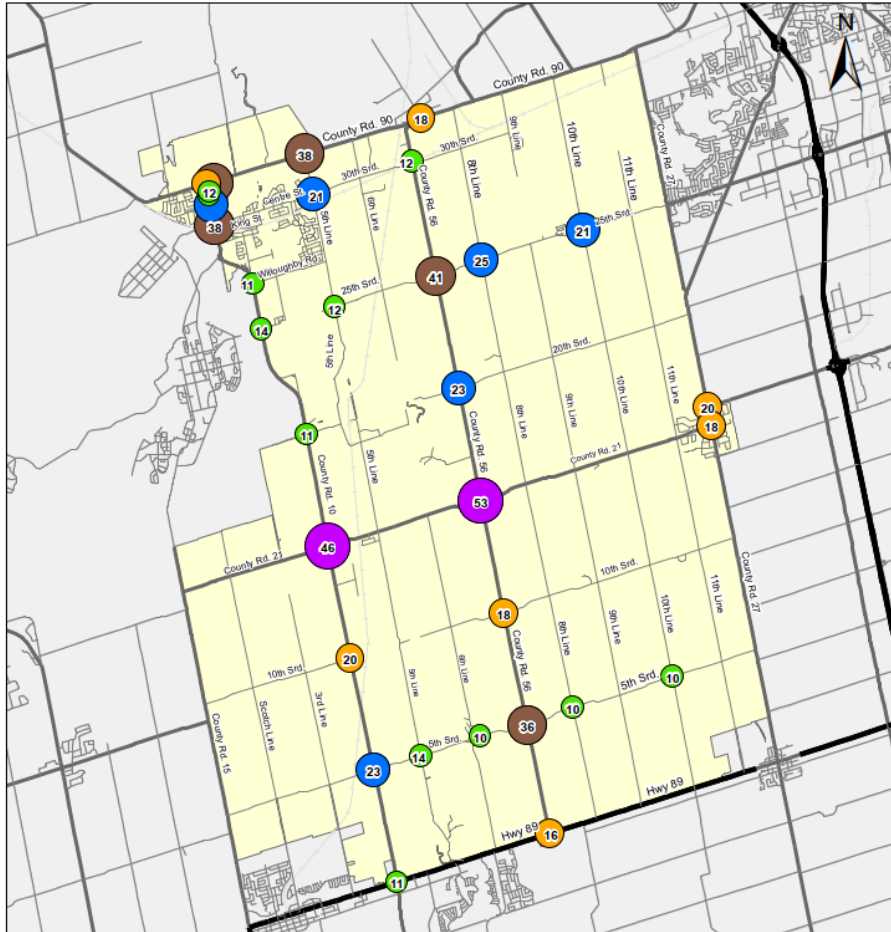 N
County Rd. 90
18
9th Line
10th Line
County Rd. 90
38
30th Srd.
12
30th Srd.
8th Line
11th Line
County Rd. 27
12
Centre St.
21
6th Line
County Rd. 56
King St.
38
5th Line
21
25th Srd.
25
Willoughby Rd.
11
41
25th Srd.
12
14
5th Line
20th Srd.
23
8th Line
9th Line
10th Line
11th Line
20
18
11
County Rd. 56
County Rd. 21
5th Line
County Rd. 10
53
46
County Rd. 21
10th Srd.
County Rd. 27
18
11th Line
10th Line
9th Line
8th Line
20
10th Srd.
5th Line
6th Line
County Rd. 56
5th Srd.
10
Scotch Line
3rd Line
County Rd. 15
10
36
10
5th Srd.
14
23
Hwy 89
Hwy 89
16
11